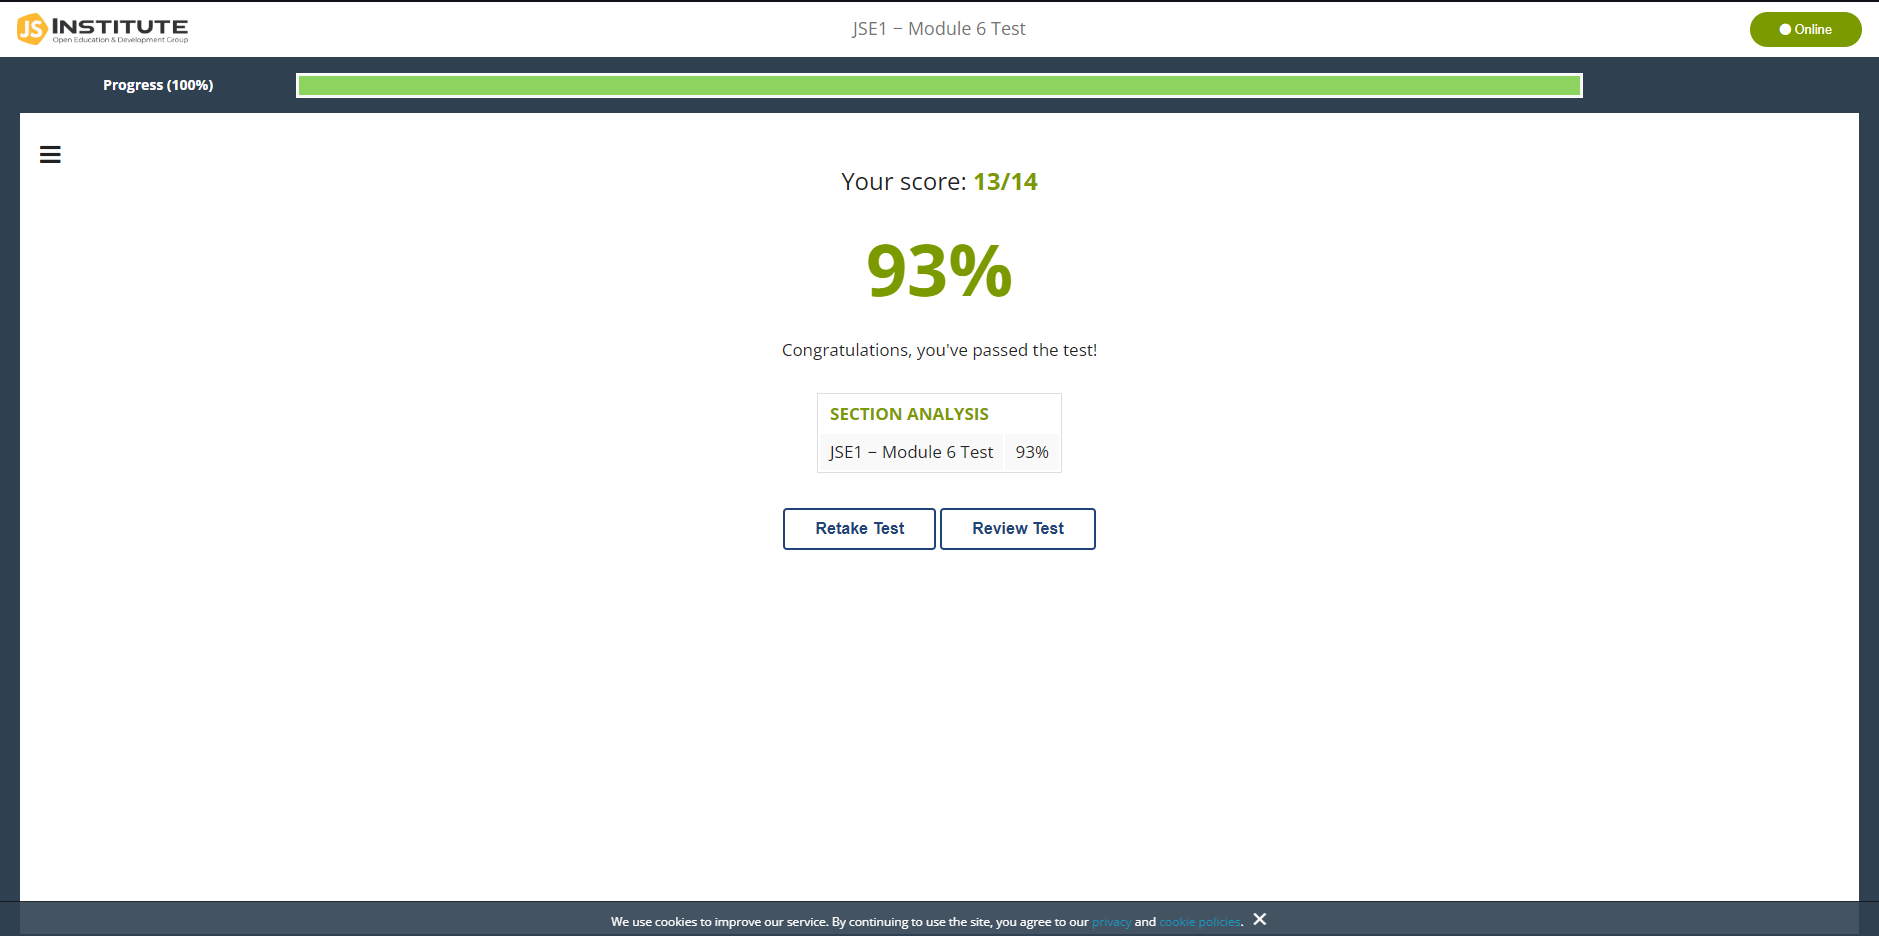 JS INSTITUTE
Open Education & Development Group
JSE1 – Module 6 Test
Online
Progress (100%)
Your score: 13/14
93%
Congratulations, you've passed the test!
SECTION ANALYSIS
JSE1 – Module 6 Test 93%
Retake Test Review Test
We use cookies to improve our service. By continuing to use the site, you agree to our privacy and cookie policies.